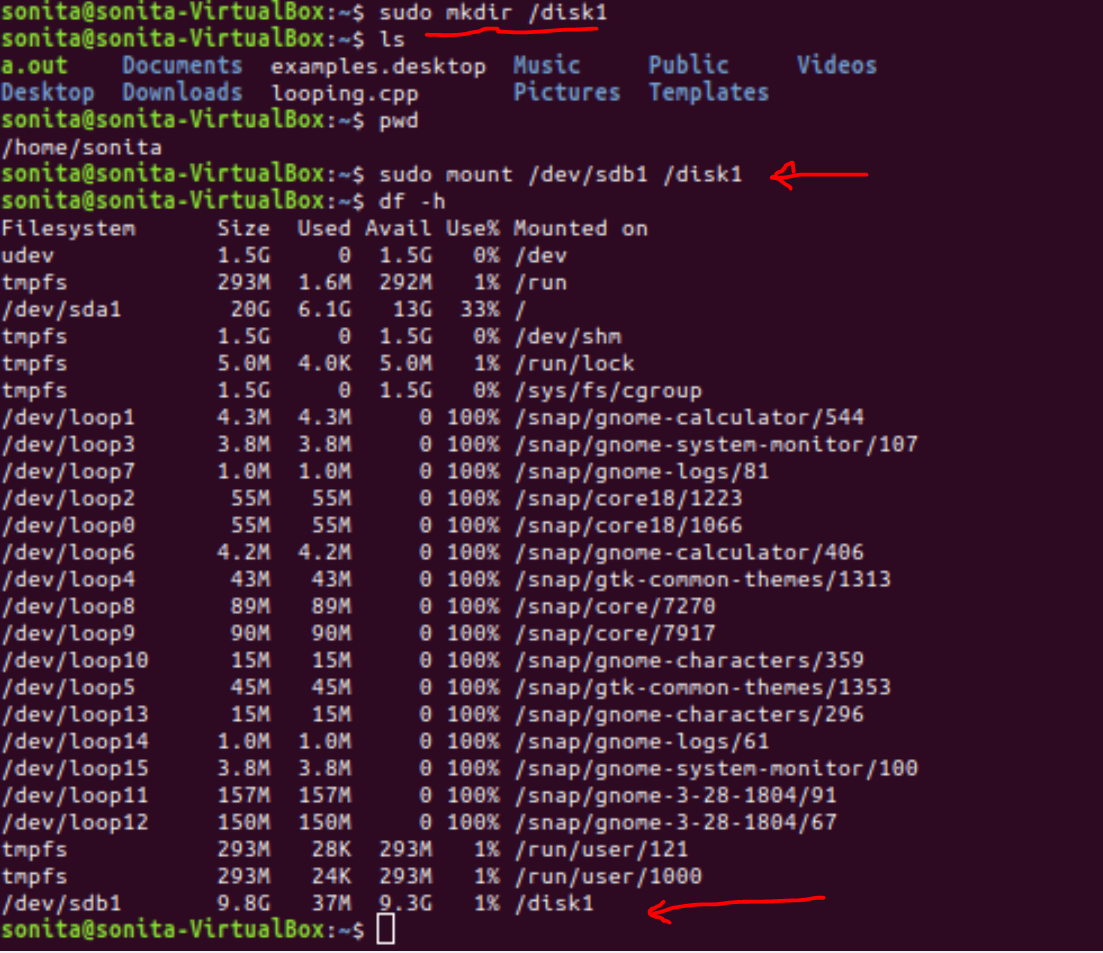 sonita@sonita-VirtualBox:~$ sudo mkdir /disk1
sonita@sonita-VirtualBox:~$ ls
a.out    Documents  examples.desktop  Music     Public     Videos
Desktop  Downloads  looping.cpp       Pictures  Templates
sonita@sonita-VirtualBox:~$ pwd
/home/sonita
sonita@sonita-VirtualBox:~$ sudo mount /dev/sdb1 /disk1
sonita@sonita-VirtualBox:~$ df -h
Filesystem      Size  Used Avail Use% Mounted on
udev            1.5G     0  1.5G   0% /dev
tmpfs           293M  1.6M  292M   1% /run
/dev/sda1        20G  6.1G   13G  33% /
tmpfs           1.5G     0  1.5G   0% /dev/shm
tmpfs           5.0M  4.0K  5.0M   1% /run/lock
tmpfs           1.5G     0  1.5G   0% /sys/fs/cgroup
/dev/loop1      4.3M  4.3M     0 100% /snap/gnome-calculator/544
/dev/loop3      3.8M  3.8M     0 100% /snap/gnome-system-monitor/107
/dev/loop7      1.0M  1.0M     0 100% /snap/gnome-logs/81
/dev/loop2       55M   55M     0 100% /snap/core18/1223
/dev/loop0       55M   55M     0 100% /snap/core18/1066
/dev/loop6      4.2M  4.2M     0 100% /snap/gnome-calculator/406
/dev/loop4       43M   43M     0 100% /snap/gtk-common-themes/1313
/dev/loop8       89M   89M     0 100% /snap/core/7270
/dev/loop9       90M   90M     0 100% /snap/core/7917
/dev/loop10      15M   15M     0 100% /snap/gnome-characters/359
/dev/loop5       45M   45M     0 100% /snap/gtk-common-themes/1353
/dev/loop13      15M   15M     0 100% /snap/gnome-characters/296
/dev/loop14     1.0M  1.0M     0 100% /snap/gnome-logs/61
/dev/loop15     3.8M  3.8M     0 100% /snap/gnome-system-monitor/100
/dev/loop11     157M  157M     0 100% /snap/gnome-3-28-1804/91
/dev/loop12     150M  150M     0 100% /snap/gnome-3-28-1804/67
tmpfs           293M   28K  293M   1% /run/user/121
tmpfs           293M   24K  293M   1% /run/user/1000
/dev/sdb1       9.8G   37M  9.3G   1% /disk1
sonita@sonita-VirtualBox:~$